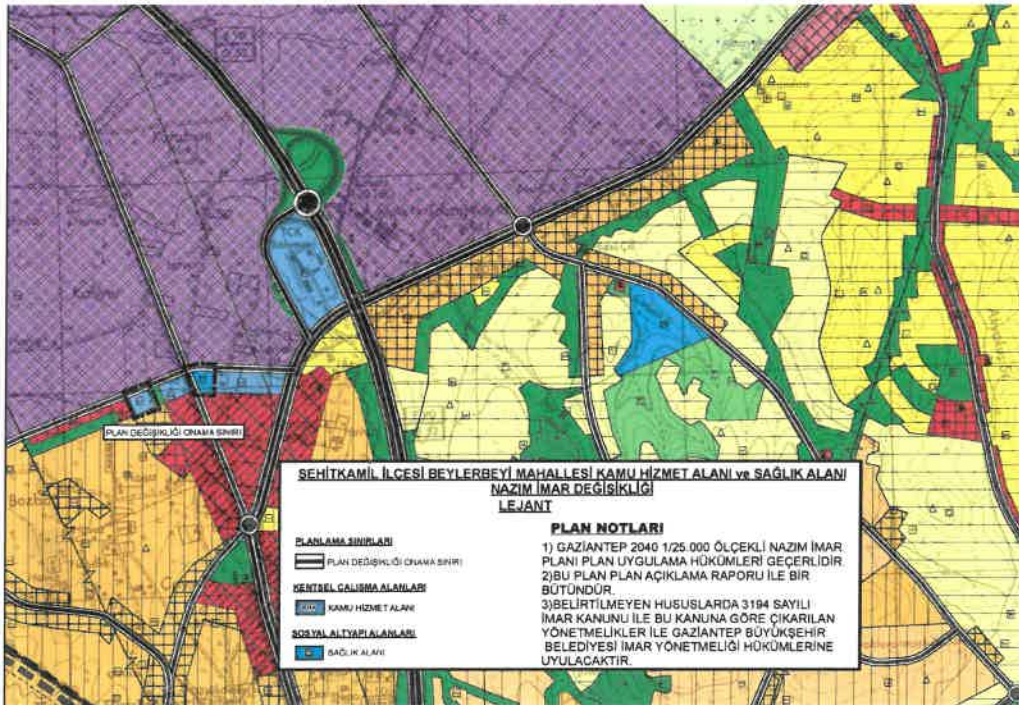 TCK
PLAN DEĞİŞİKLİĞİ ONAMA SINIRI
ŞEHİTKAMİL İLÇESİ BEYLERBEYİ MAHALLESİ KAMU HİZMET ALANI ve SAĞLIK ALANI
NAZIM İMAR DEĞİŞİKLİĞİ
LEJANT
PLANLAMA SINIRLARI
PLAN DEĞİŞİKLİĞİ ONAMA SINIRI
KENTSEL ÇALIŞMA ALANLARI
KAMU HİZMET ALANI
SOSYAL ALTYAPI ALANLARI
SAĞLIK ALANI
PLAN NOTLARI
1) GAZİANTEP 2040 1/25.000 ÖLÇEKLİ NAZIM İMAR
PLANI PLAN UYGULAMA HÜKÜMLERİ GEÇERLİDİR.
2)BU PLAN PLAN AÇIKLAMA RAPORU İLE BİR
BÜTÜNDÜR.
3)BELİRTİLMEYEN HUSUSLARDA 3194 SAYILI
İMAR KANUNU İLE BU KANUNA GÖRE ÇIKARILAN
YÖNETMELİKLER İLE GAZİANTEP BÜYÜKŞEHİR
BELEDİYESİ İMAR YÖNETMELİĞİ HÜKÜMLERİNE
UYULACAKTIR.